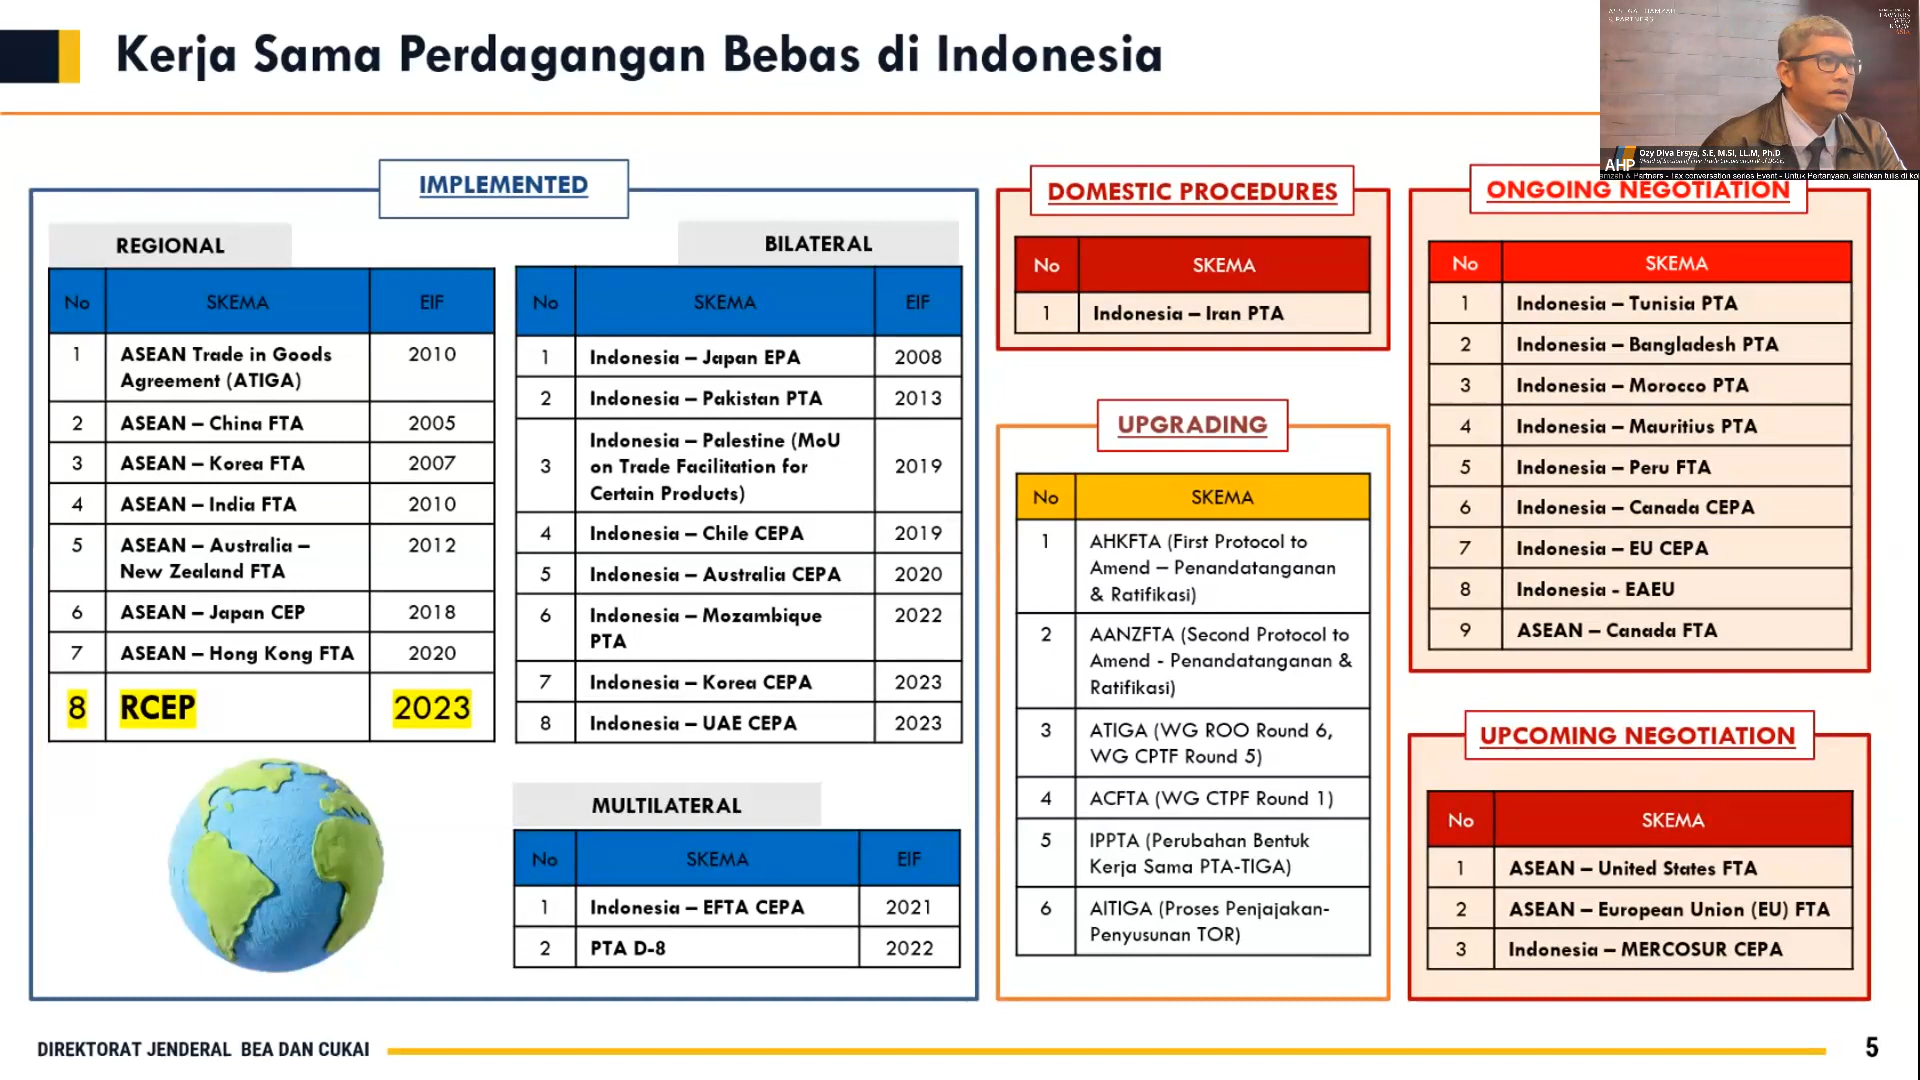 Kerja Sama Perdagangan Bebas di Indonesia
& PARTNERS
AHP
Ozy Diva Ersya, S.E, M.Si, LL.M, Ph.D
& Partners - Tax conversation series Event - Untuk Pertanyaan, silahkan tulis di
IMPLEMENTED
REGIONAL
No SKEMA EIF
1 ASEAN Trade in Goods 2010
Agreement (ATIGA)
2 ASEAN – China FTA 2005
3 ASEAN – Korea FTA 2007
4 ASEAN – India FTA 2010
5 ASEAN – Australia – 2012
New Zealand FTA
6 ASEAN – Japan CEP 2018
7 ASEAN – Hong Kong FTA 2020
8 RCEP 2023
BILATERAL
No SKEMA EIF
1 Indonesia – Japan EPA 2008
2 Indonesia – Pakistan PTA 2013
Indonesia – Palestine (MoU
3 on Trade Facilitation for 2019
Certain Products)
4 Indonesia – Chile CEPA 2019
5 Indonesia – Australia CEPA 2020
6 Indonesia – Mozambique 2022
PTA
7 Indonesia – Korea CEPA 2023
8 Indonesia – UAE CEPA 2023
MULTILATERAL
No SKEMA EIF
1 Indonesia – EFTA CEPA 2021
2 PTA D-8 2022
DOMESTIC PROCEDURES
No SKEMA
1 Indonesia – Iran PTA
UPGRADING
No SKEMA
1 AHKFTA (First Protocol to
Amend – Penandatanganan
& Ratifikasi)
2 AANZFTA (Second Protocol to
Amend - Penandatanganan &
Ratifikasi)
3 ATIGA (WG ROO Round 6,
WG CPTF Round 5)
4 ACFTA (WG CTPF Round 1)
5 IPPTA (Perubahan Bentuk
Kerja Sama PTA-TIGA)
6 AITIGA (Proses Penjajakan-
Penyusunan TOR)
ONGOING NEGOTIATION
No SKEMA
1 Indonesia – Tunisia PTA
2 Indonesia – Bangladesh PTA
3 Indonesia – Morocco PTA
4 Indonesia – Mauritius PTA
5 Indonesia – Peru FTA
6 Indonesia – Canada CEPA
7 Indonesia – EU CEPA
8 Indonesia - EAEU
9 ASEAN – Canada FTA
UPCOMING NEGOTIATION
No SKEMA
1 ASEAN – United States FTA
2 ASEAN – European Union (EU) FTA
3 Indonesia – MERCOSUR CEPA
DIREKTORAT JENDERAL BEA DAN CUKAI
5